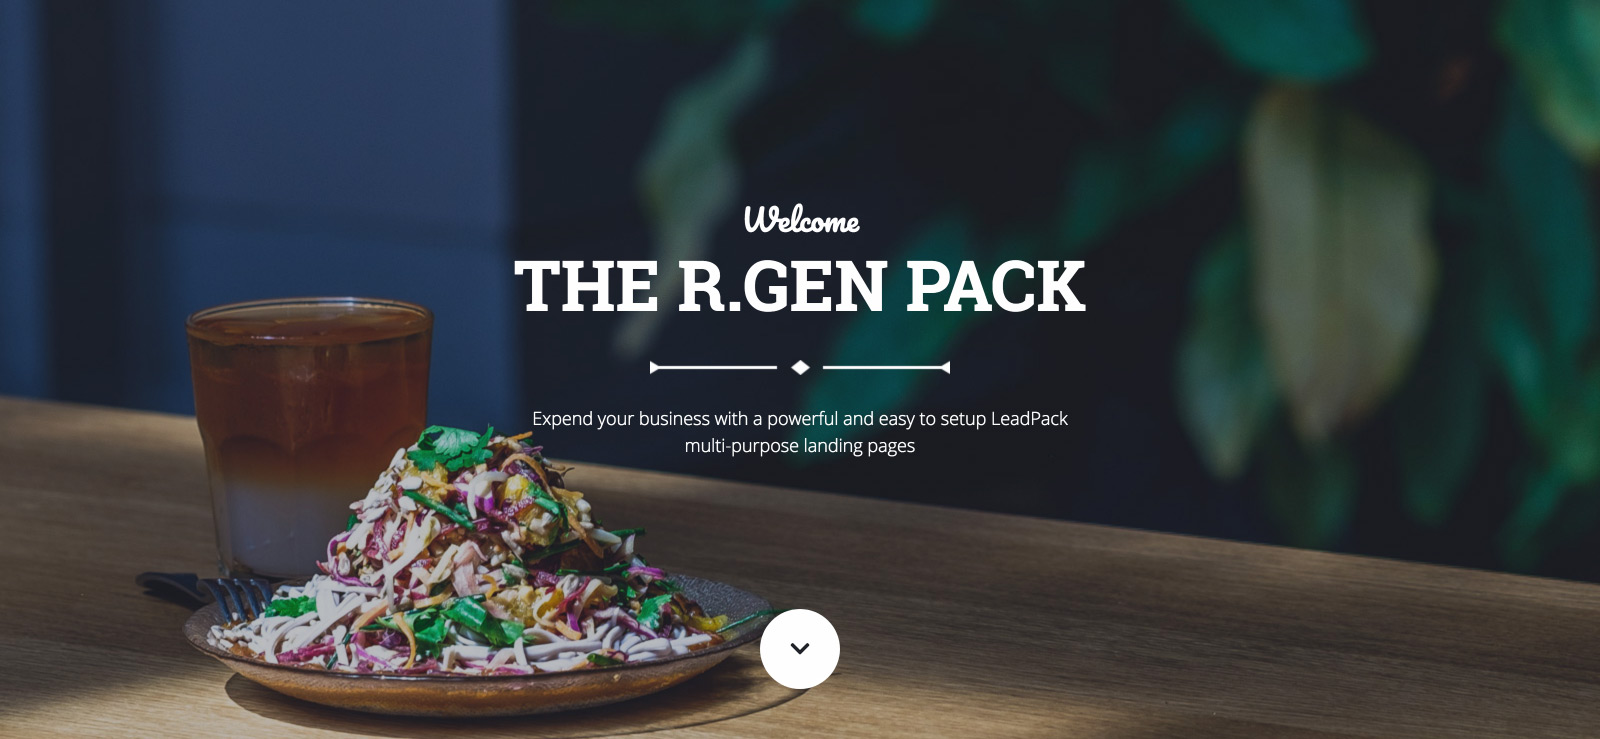 Welcome
THE R.GEN PACK
Expend your business with a powerful and easy to setup LeadPack
multi-purpose landing pages